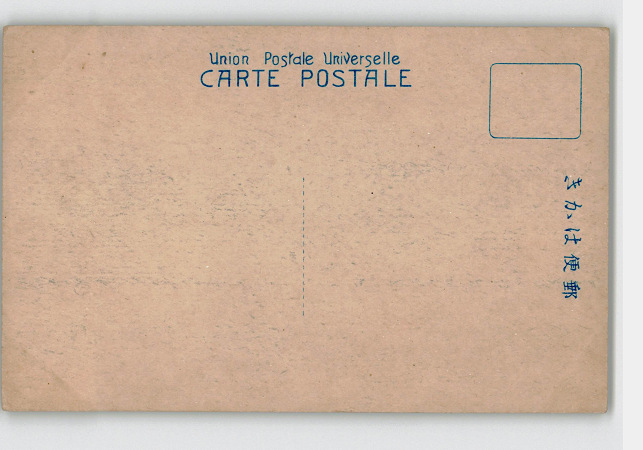 Union Postale Universelle
CARTE POSTALE
きかは便郵